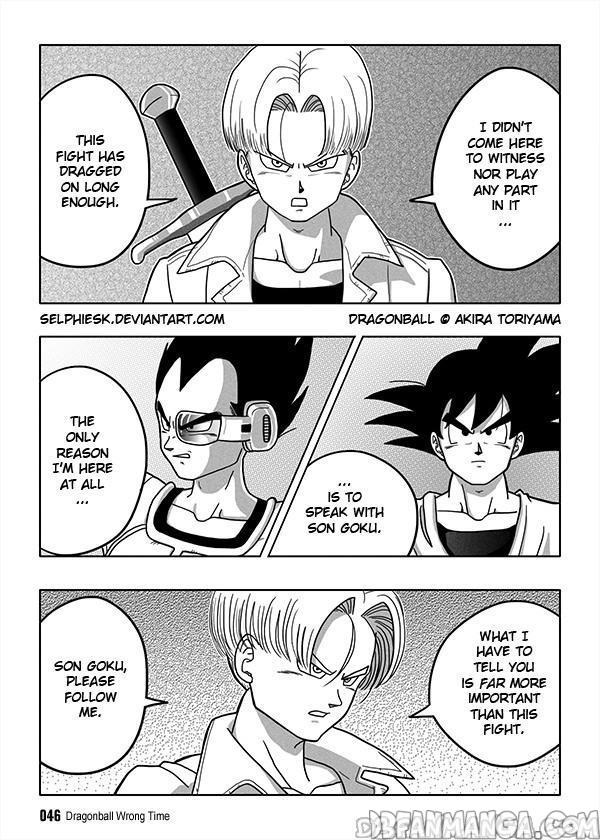 THIS
FIGHT HAS
DRAGGED
ON LONG
ENOUGH.
I DIDN'T
COME HERE
TO WITNESS
NOR PLAY
ANY PART
IN IT
...
SELPHIESK.DEVIANTART.COM
DRAGONBALL © AKIRA TORIYAMA
THE
ONLY
REASON
I'M HERE
AT ALL
...
...
IS TO
SPEAK WITH
SON GOKU.
SON GOKU,
PLEASE
FOLLOW
ME.
WHAT I
HAVE TO
TELL YOU
IS FAR MORE
IMPORTANT
THAN THIS
FIGHT.
046 Dragonball Wrong Time
DBFANMANGA.COM